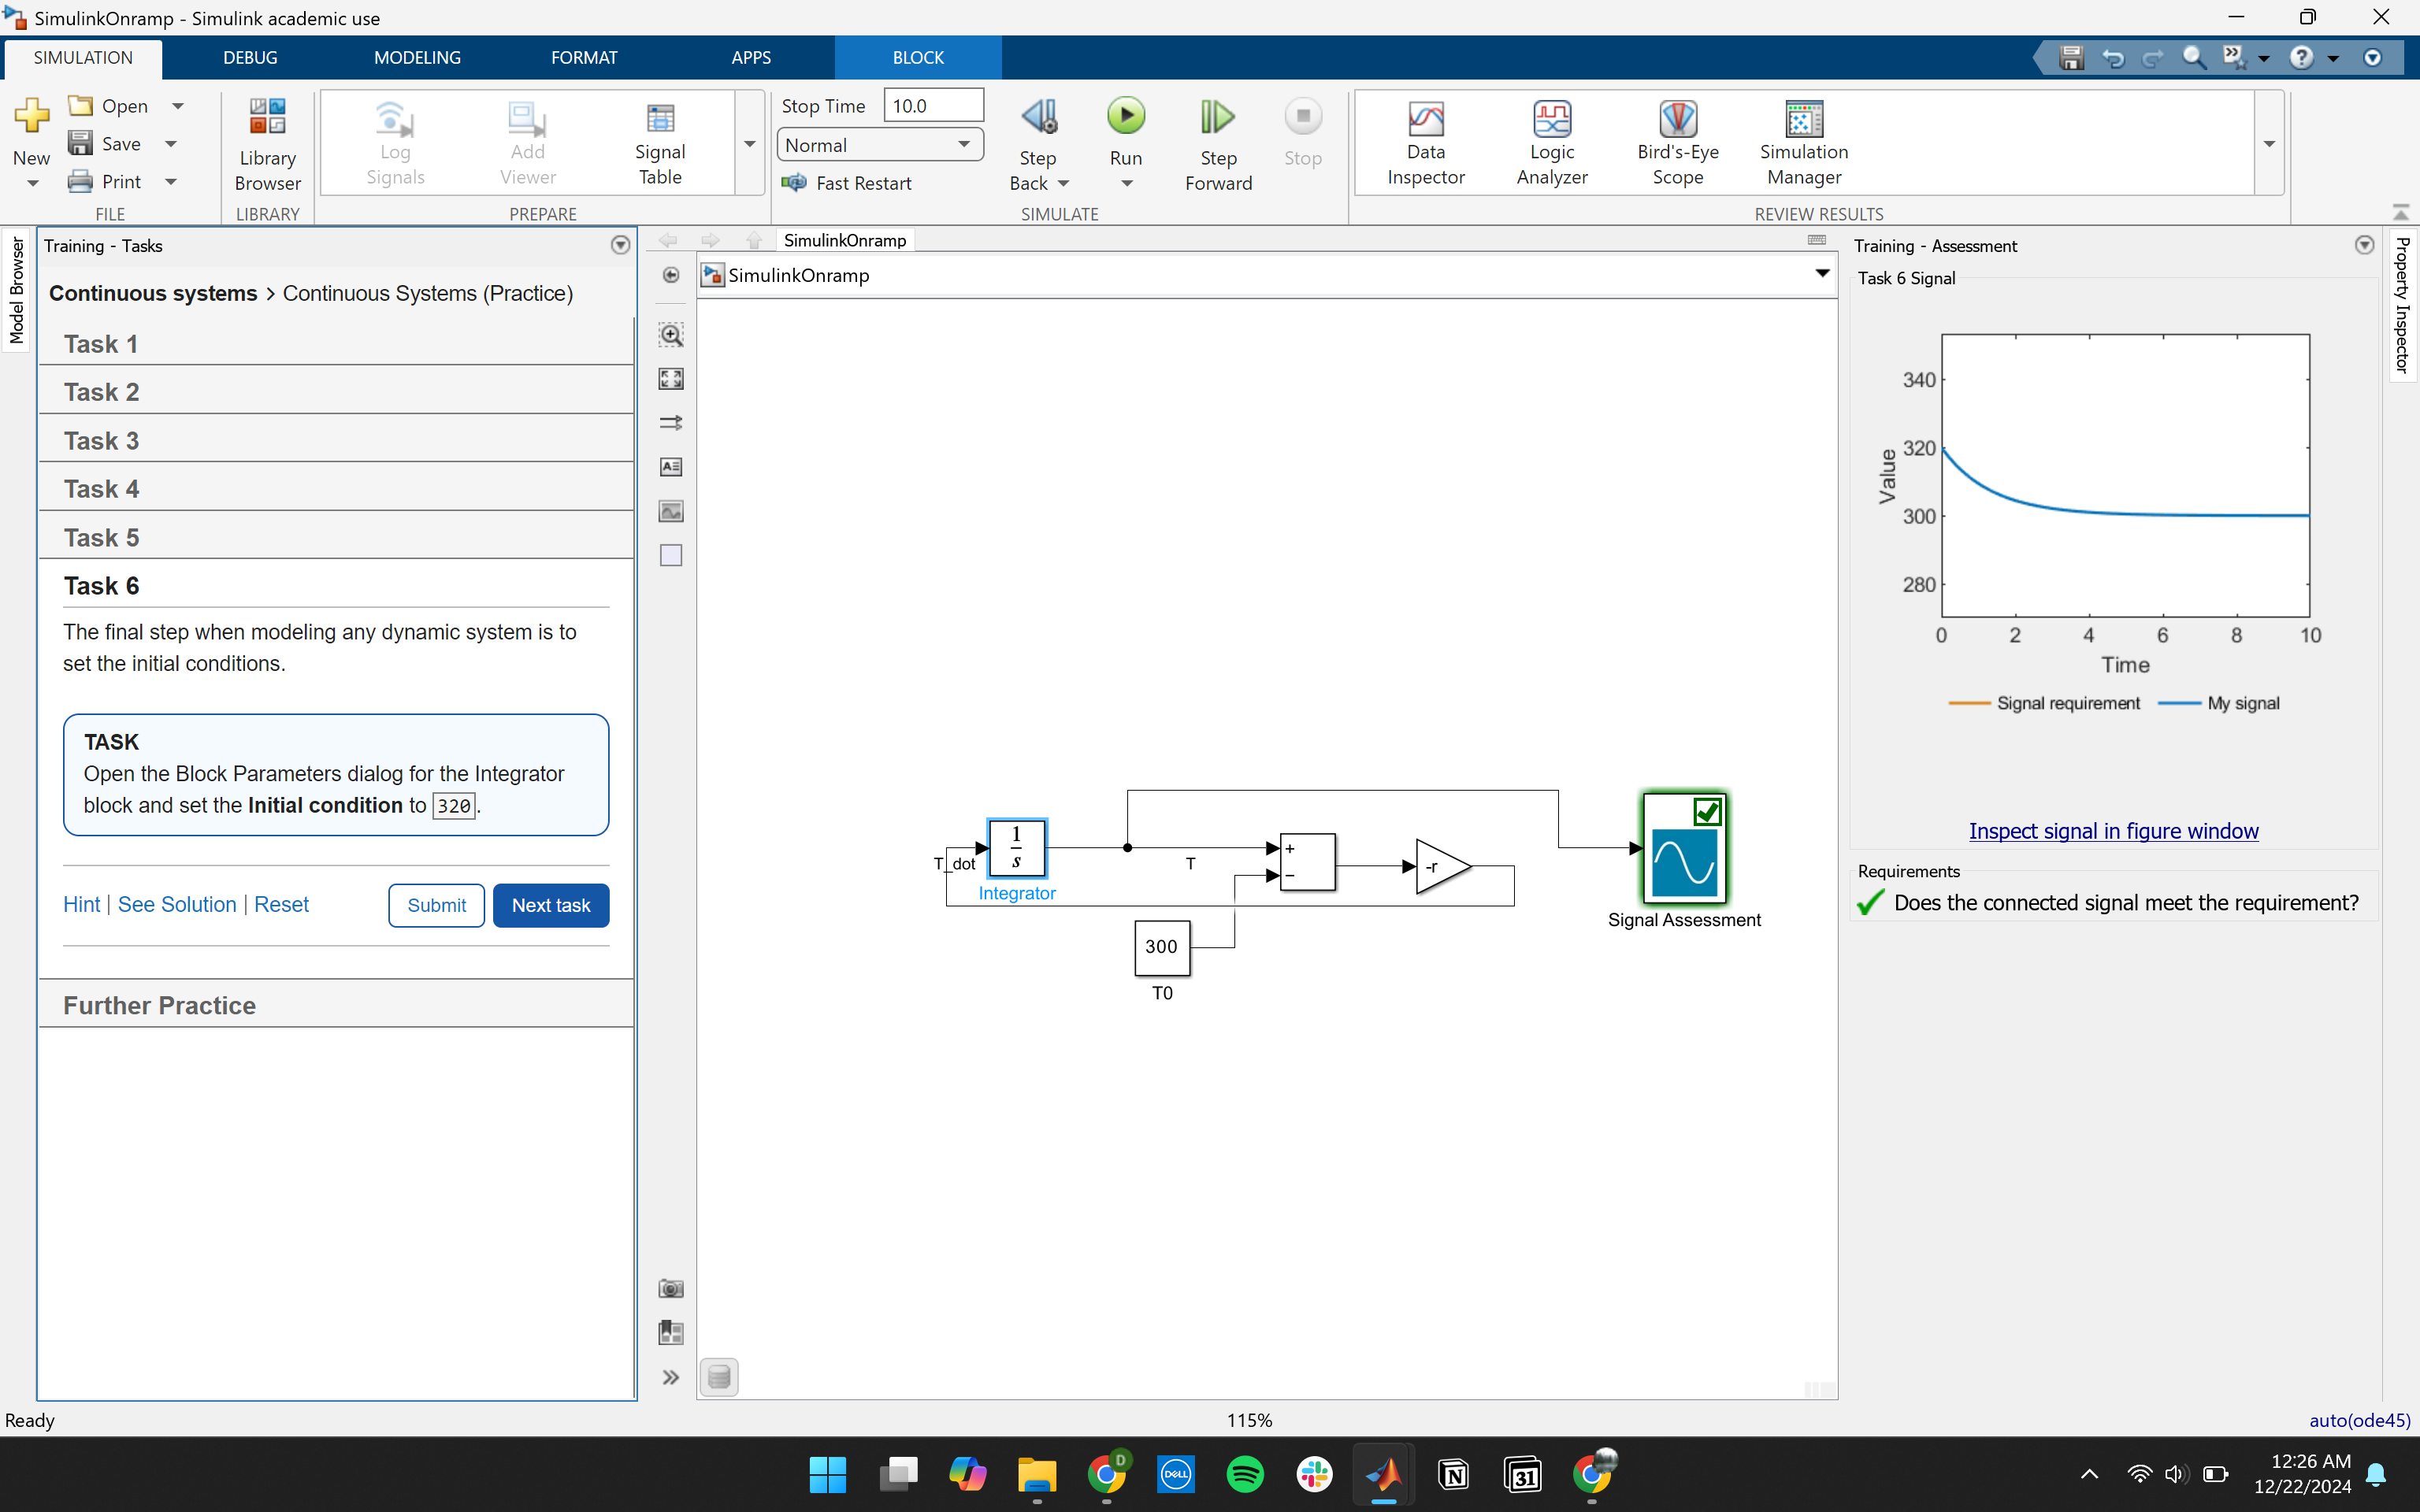 SimulinkOnramp - Simulink academic use
SIMULATION
DEBUG
MODELING
FORMAT
APPS
BLOCK
New
Open
Save
Print
FILE
Library
Browser
LIBRARY
Log
Signals
Add
Viewer
Signal
Table
PREPARE
Stop Time
10.0
Normal
Fast Restart
Step
Back
Run
Step
Forward
Stop
SIMULATE
Data
Inspector
Logic
Analyzer
Bird's-Eye
Scope
Simulation
Manager
REVIEW RESULTS
Model Browser
Training - Tasks
Continuous systems > Continuous Systems (Practice)
Task 1
Task 2
Task 3
Task 4
Task 5
Task 6
The final step when modeling any dynamic system is to
set the initial conditions.
TASK
Open the Block Parameters dialog for the Integrator
block and set the Initial condition to 320.
Hint | See Solution | Reset
Submit
Next task
Further Practice
SimulinkOnramp
SimulinkOnramp
T_dot
1
s
Integrator
T
+
−
-r
300
T0
Signal Assessment
Training - Assessment
Task 6 Signal
Value
340
320
300
280
0 2 4 6 8 10
Time
Signal requirement
My signal
Inspect signal in figure window
Requirements
Does the connected signal meet the requirement?
Property Inspector
Ready
115%
auto(ode45)
D
DELL
N
31
12:26 AM
12/22/2024